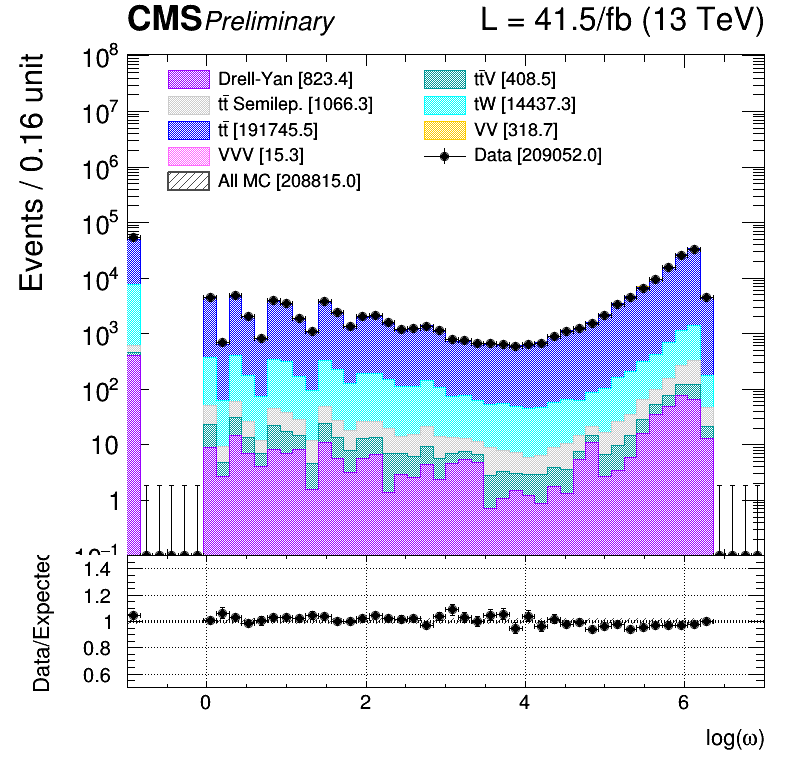 CMS Preliminary L = 41.5/fb (13 TeV)
Events / 0.16 unit
10⁸
10⁷
10⁶
10⁵
10⁴
10³
10²
10
1
10⁻¹
Drell-Yan [823.4]
tt̄ Semilep. [1066.3]
tt̄ [191745.5]
VVV [15.3]
All MC [208815.0]
tt̄V [408.5]
tW [14437.3]
VV [318.7]
Data [209052.0]
Data/Expected
1.4
1.2
1
0.8
0.6
0 2 4 6
log(ω)